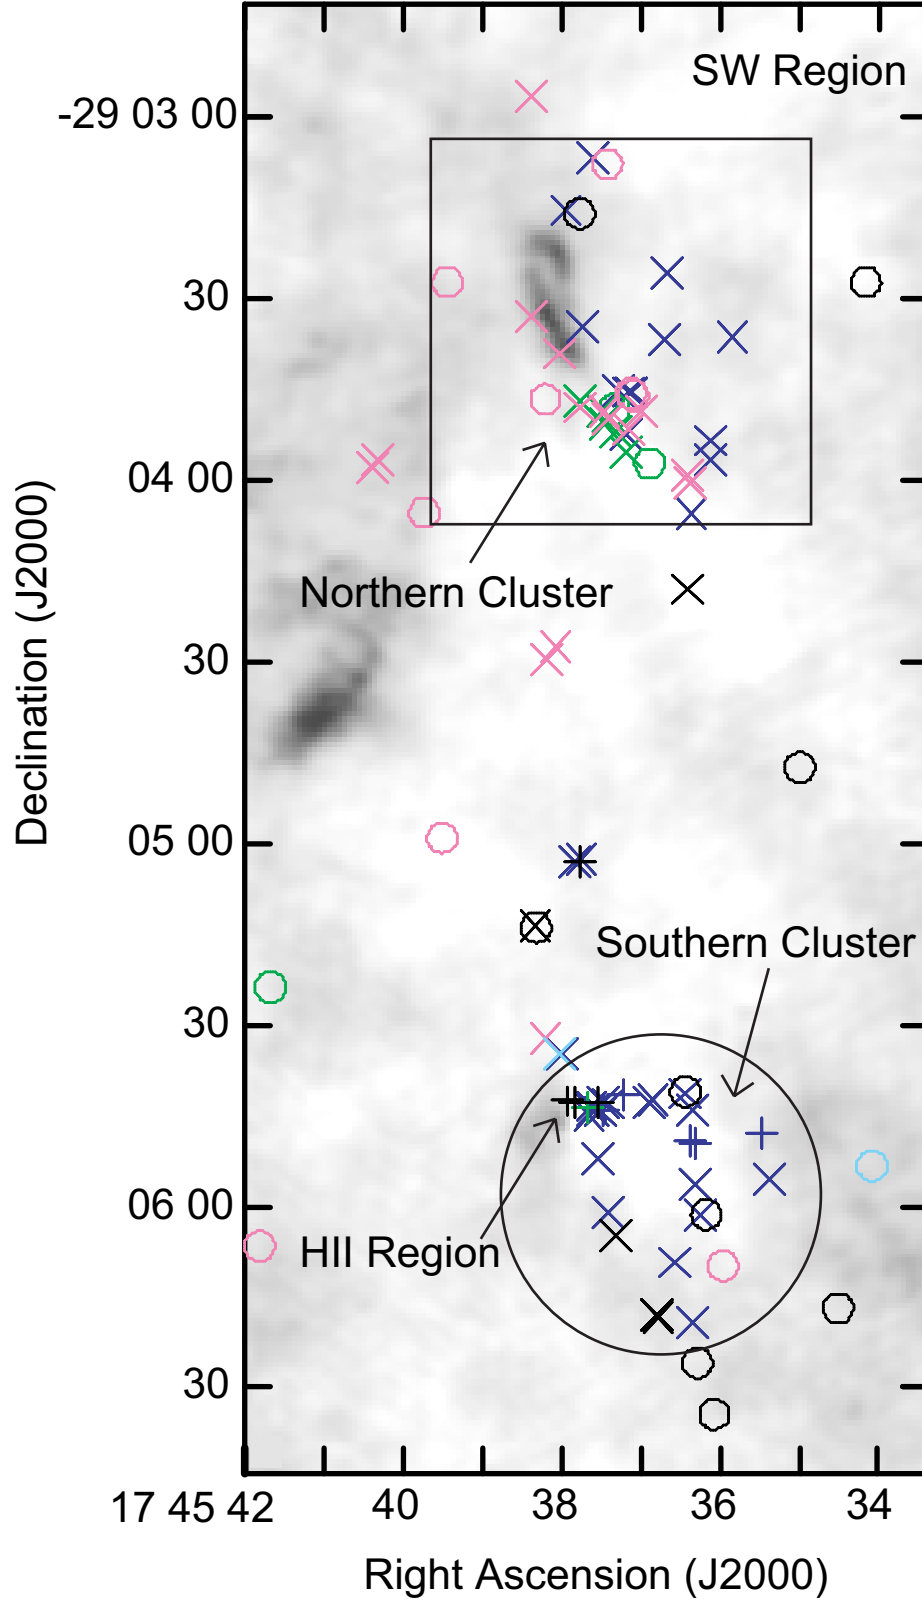 SW Region
-29 03 00
30
04 00
Northern Cluster
30
05 00
Southern Cluster
30
06 00
HII Region
30
17 45 42
40
38
36
34
Right Ascension (J2000)
Declination (J2000)